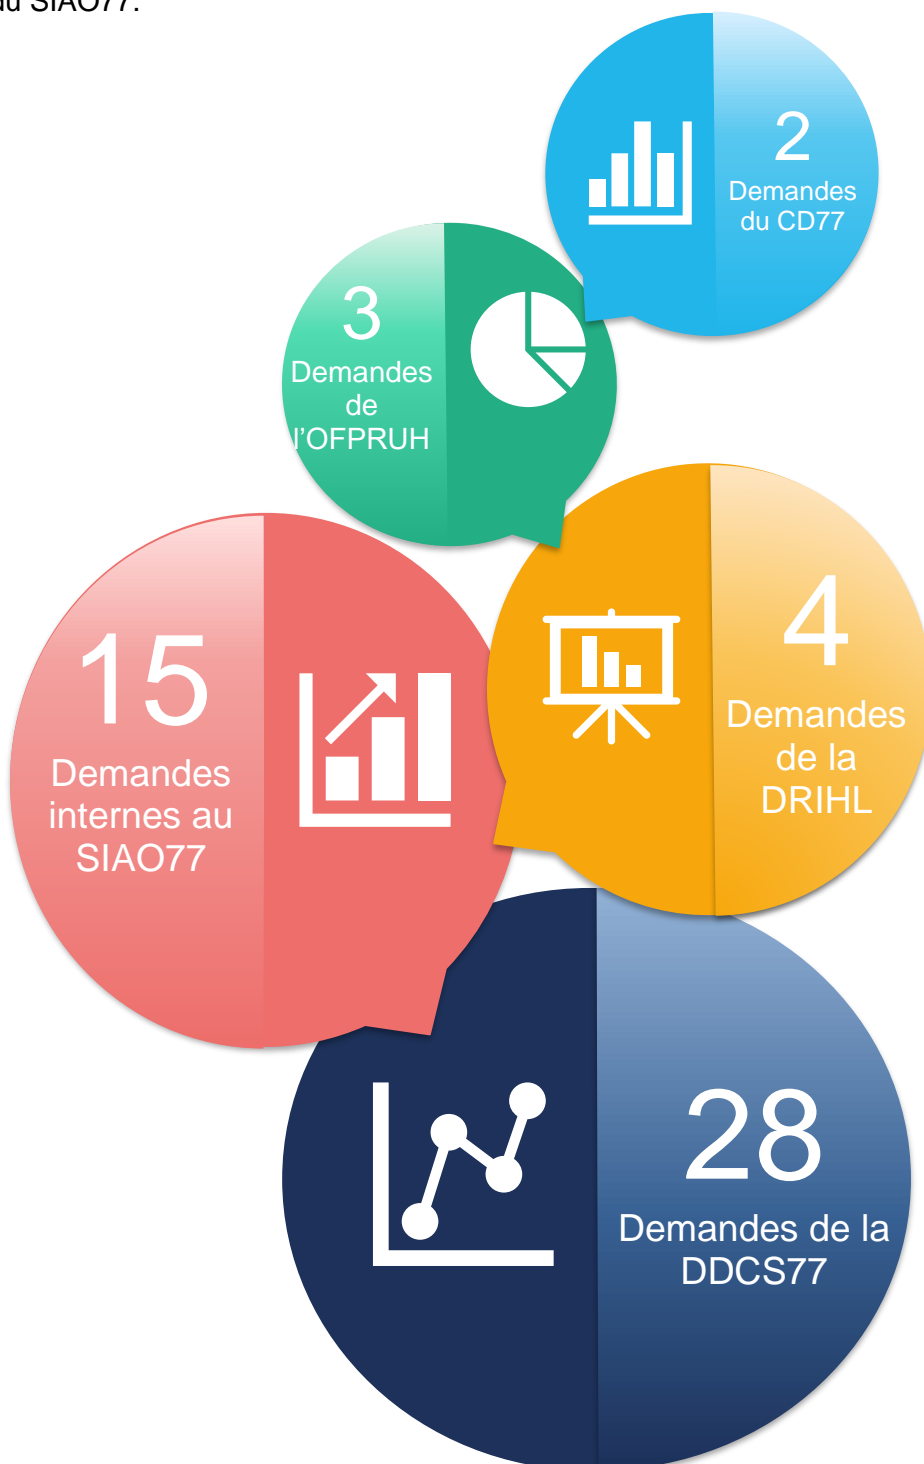 du SIAO77.
2
Demandes
du CD77
3
Demandes
de
l'OFPRUH
15
Demandes
internes au
SIAO77
4
Demandes
de la
DRIHL
28
Demandes de la
DDCS77